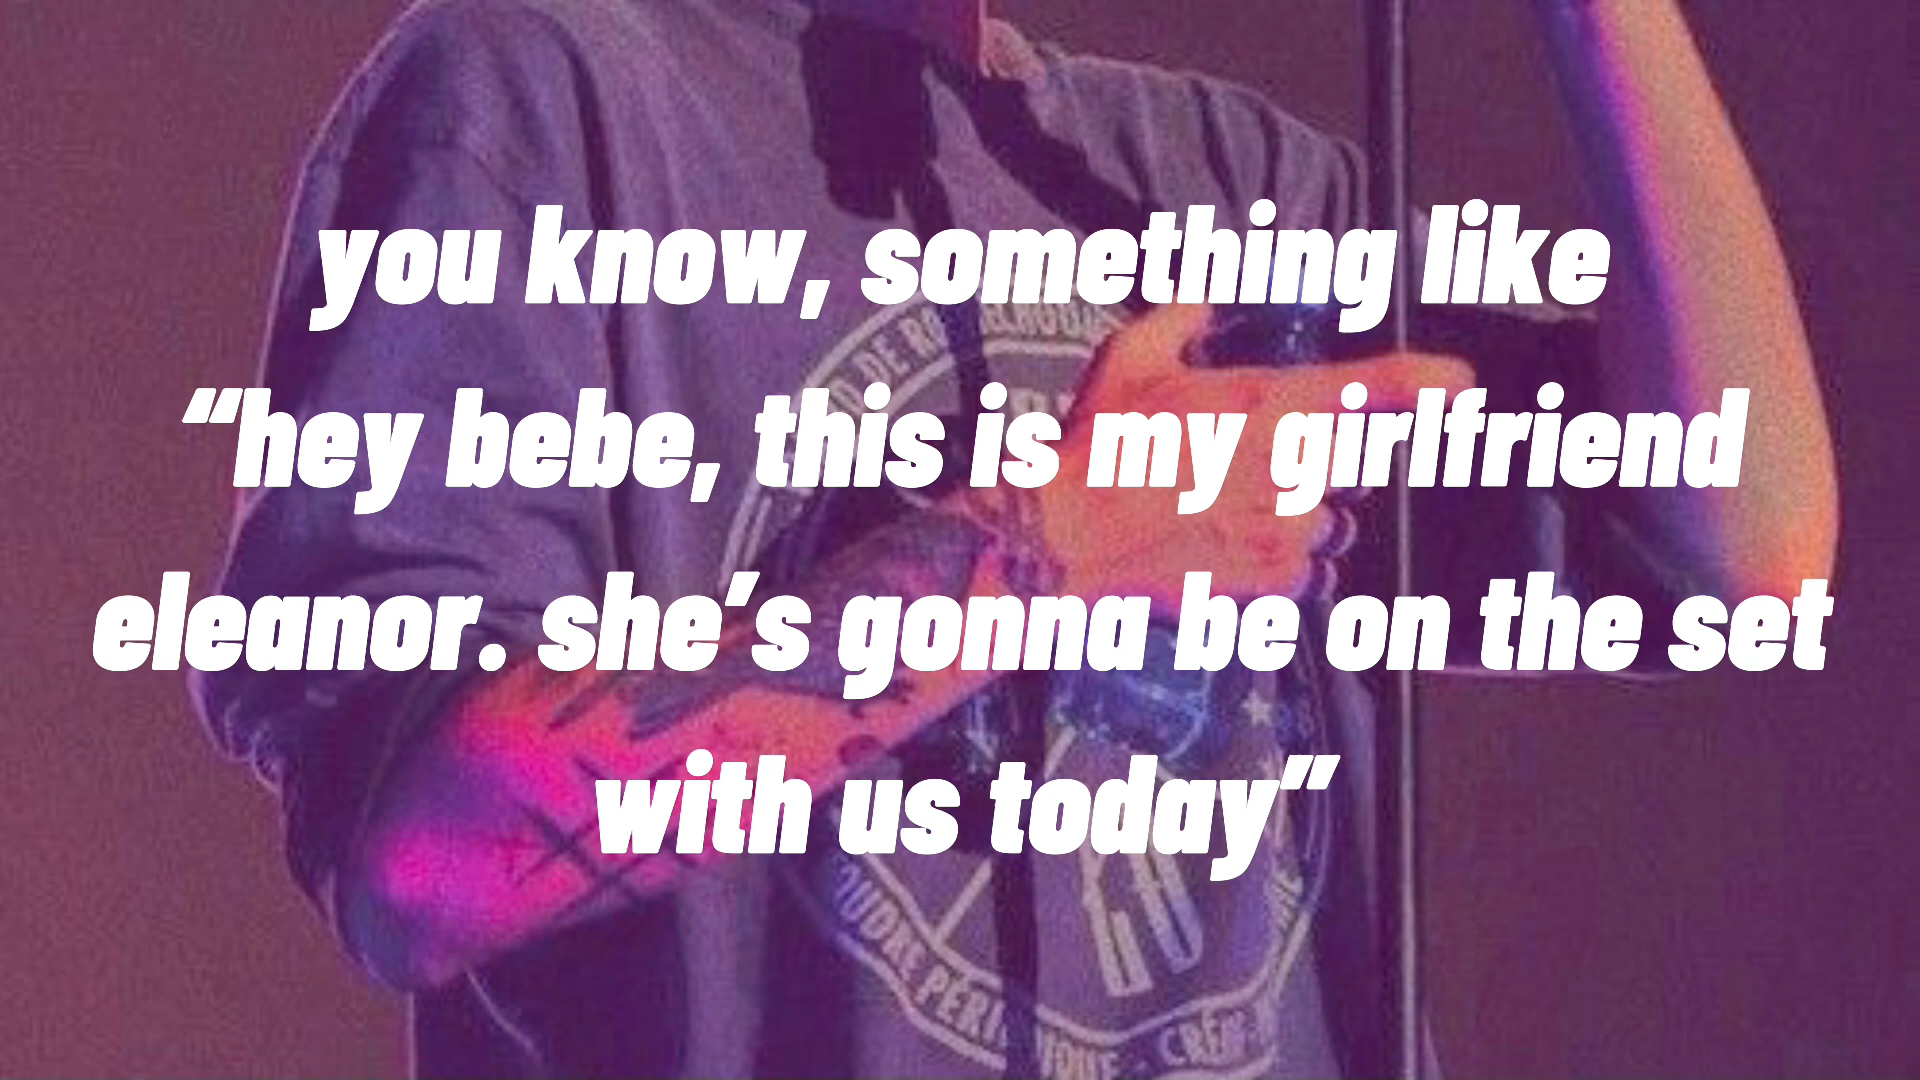 you know, something like
“hey bebe, this is my girlfriend
eleanor. she’s gonna be on the set
with us today”